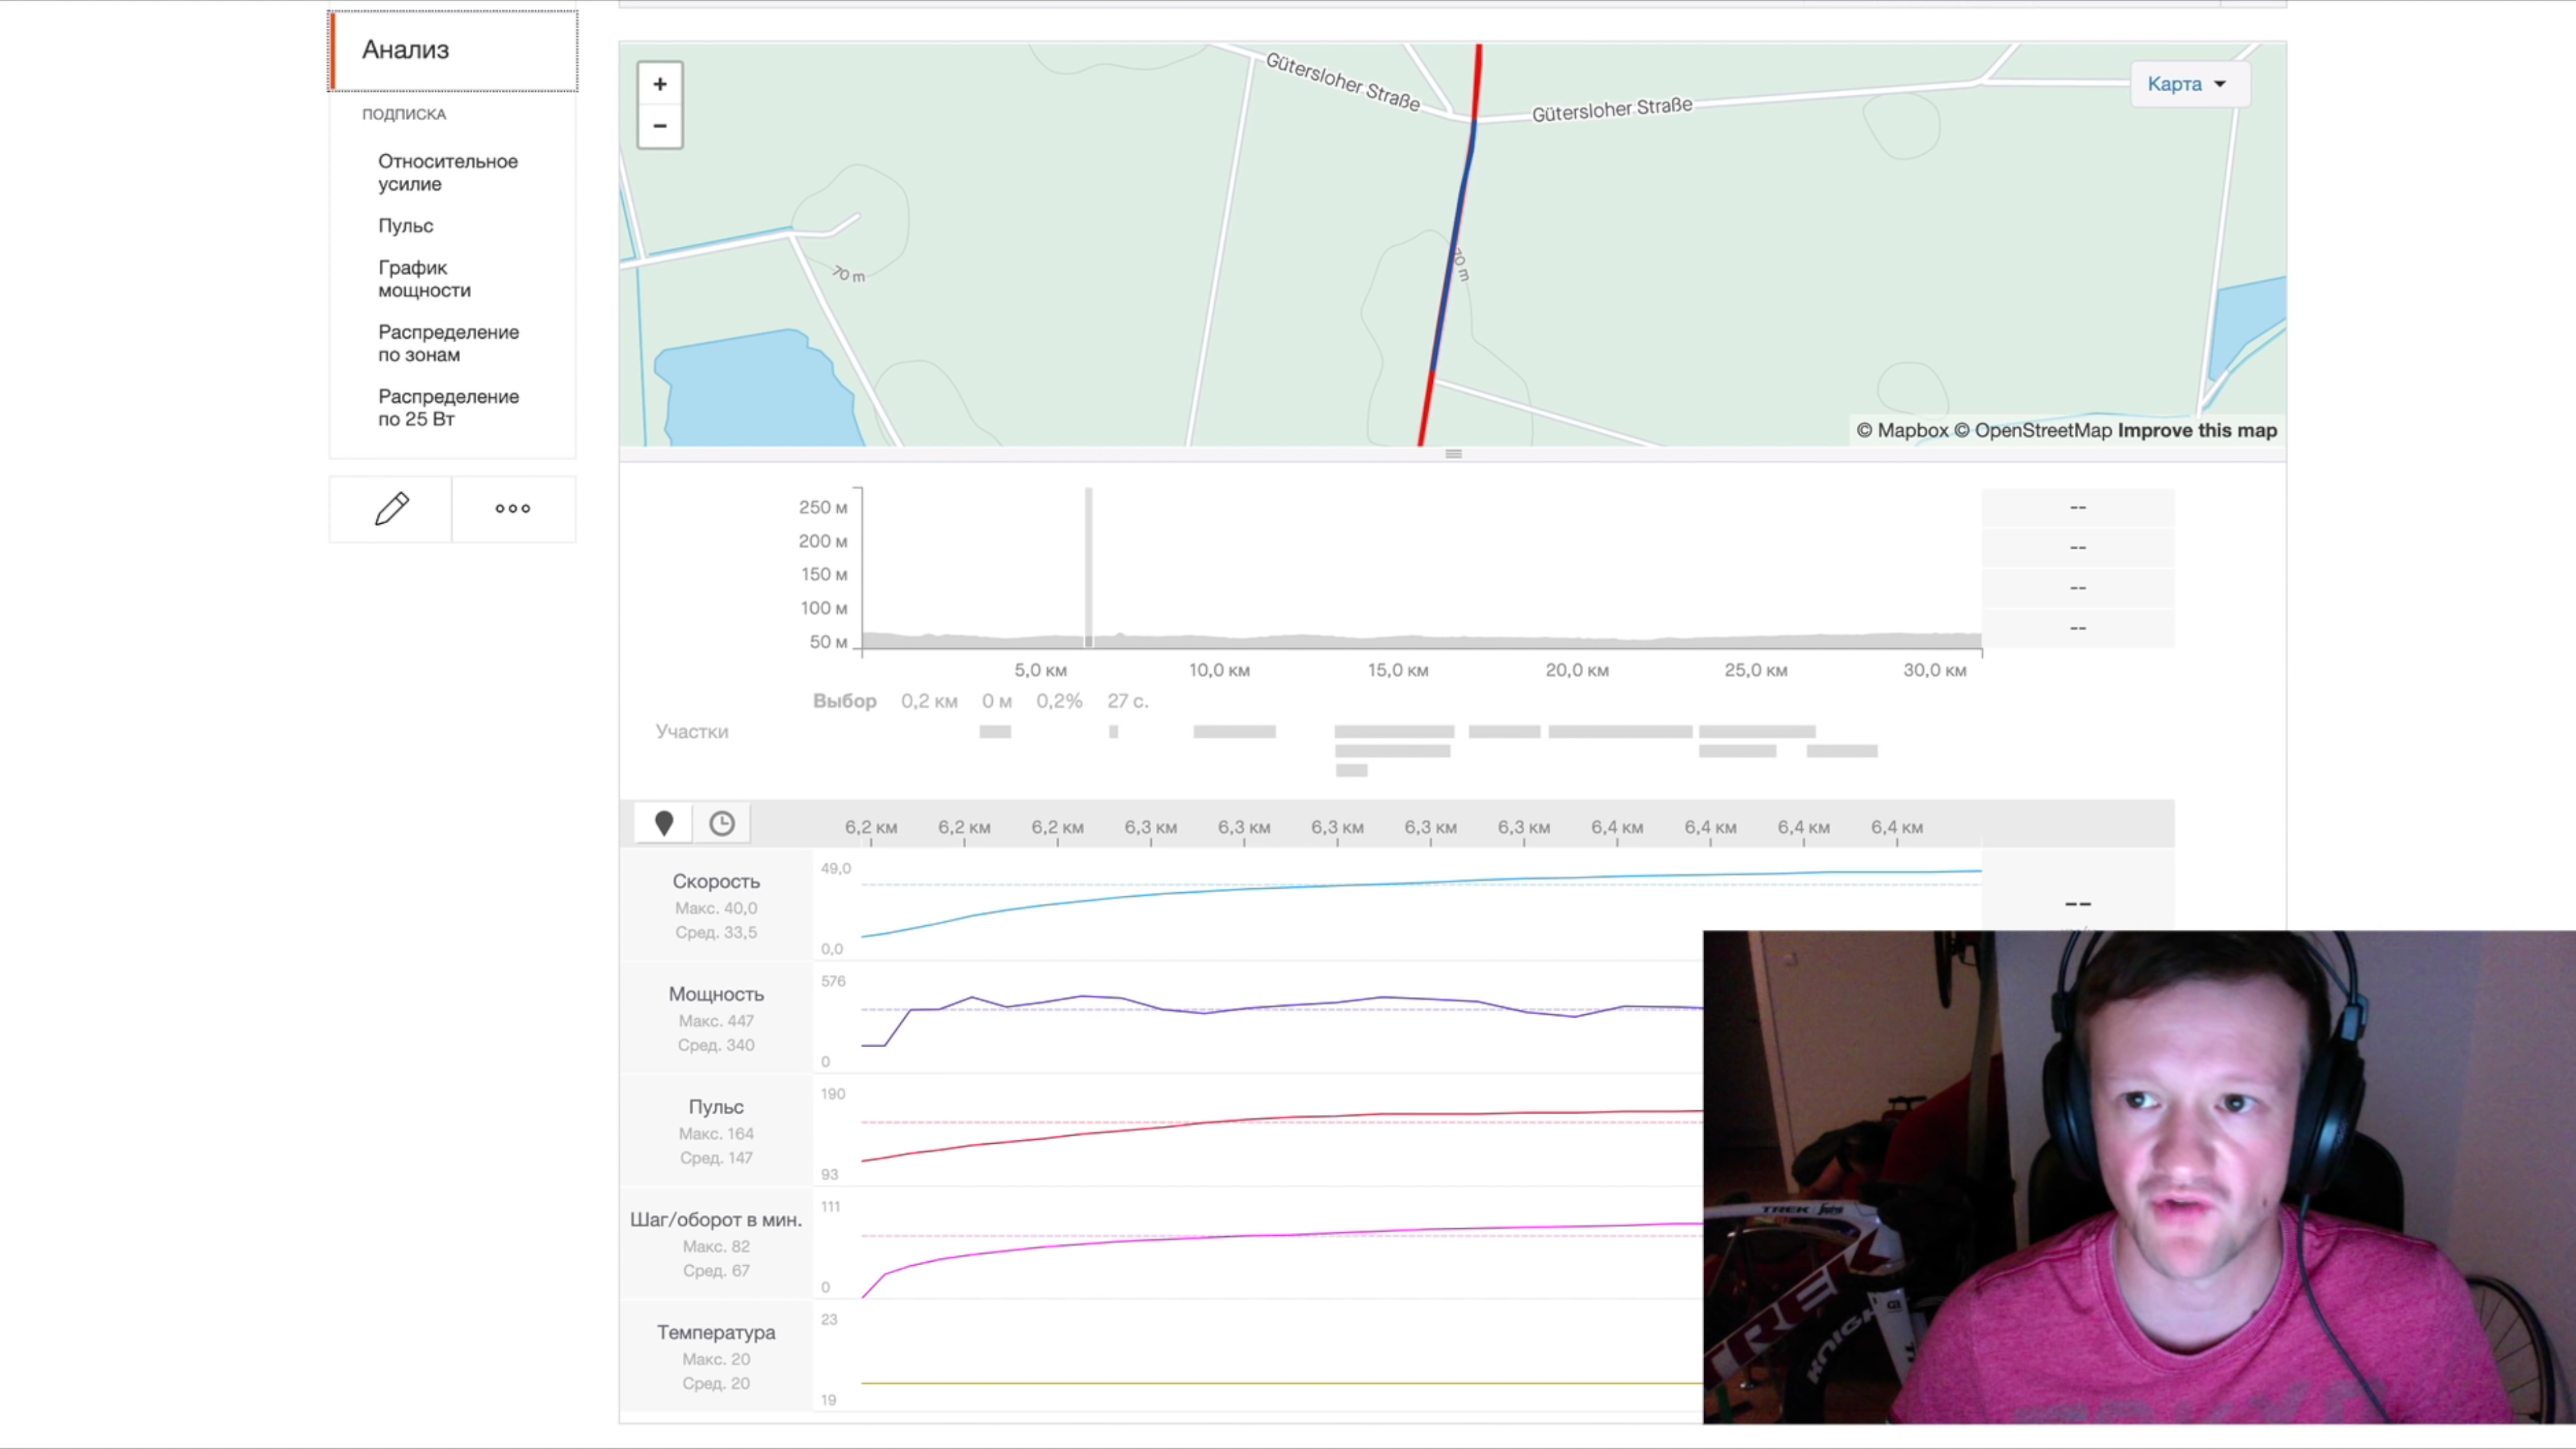 Анализ
ПОДПИСКА
Относительное
усилие
Пульс
График
мощности
Распределение
по зонам
Распределение
по 25 Вт
+
−
Gütersloher Straße
Gütersloher Straße
Карта
70 m
70 m
© Mapbox © OpenStreetMap Improve this map
250 м
200 м
150 м
100 м
50 м
--
--
--
--
5,0 км 10,0 км 15,0 км 20,0 км 25,0 км 30,0 км
Выбор 0,2 км 0 м 0,2% 27 с.
Участки
6,2 км 6,2 км 6,2 км 6,3 км 6,3 км 6,3 км 6,3 км 6,3 км 6,4 км 6,4 км 6,4 км 6,4 км
Скорость
Макс. 40,0
Сред. 33,5
49,0
0,0
--
Мощность
Макс. 447
Сред. 340
576
0
Пульс
Макс. 164
Сред. 147
190
93
Шаг/оборот в мин.
Макс. 82
Сред. 67
111
0
Температура
Макс. 20
Сред. 20
23
19
TREK
TREK
KNIGHT